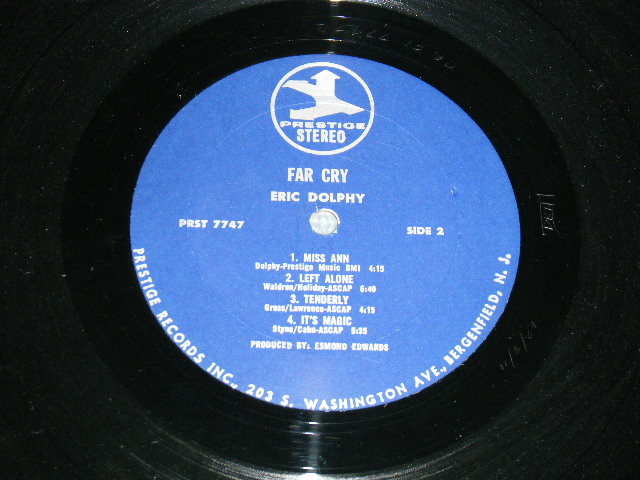 PRESTIGE
STEREO
FAR CRY
ERIC DOLPHY
PRST 7747
SIDE 2
1. MISS ANN
Dolphy-Prestige Music BMI 4:15
2. LEFT ALONE
Waldron/Holiday-ASCAP 6:40
3. TENDERLY
Gross/Lawrence-ASCAP 4:15
4. IT'S MAGIC
Styne/Cahn-ASCAP 5:35
PRODUCED BY: ESMOND EDWARDS
PRESTIGE RECORDS INC., 203 S. WASHINGTON AVE., BERGENFIELD, N. J.